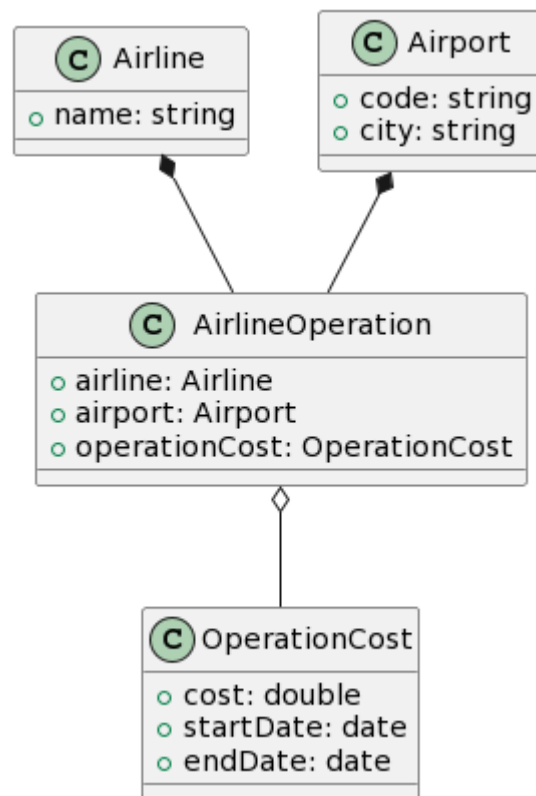 C Airline
+ name: string
C Airport
+ code: string
+ city: string
C AirlineOperation
airline: Airline
airport: Airport
operationCost: OperationCost
C OperationCost
cost: double
startDate: date
endDate: date